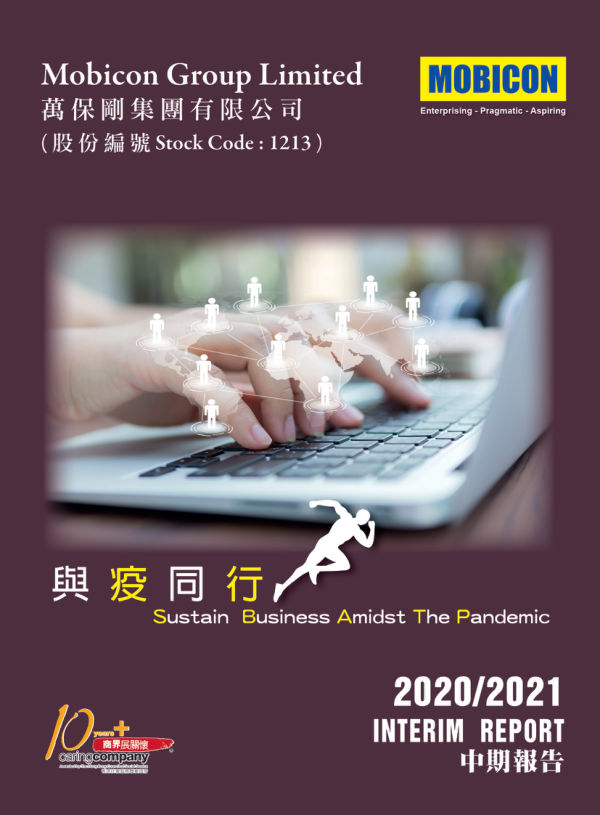 Mobicon Group Limited
萬保剛集團有限公司
(股份編號 Stock Code : 1213)
MOBICON
Enterprising - Pragmatic - Aspiring
與疫同行
Sustain Business Amidst The Pandemic
2020/2021
INTERIM REPORT
中期報告
10 years+
商界展關懷
caringcompany